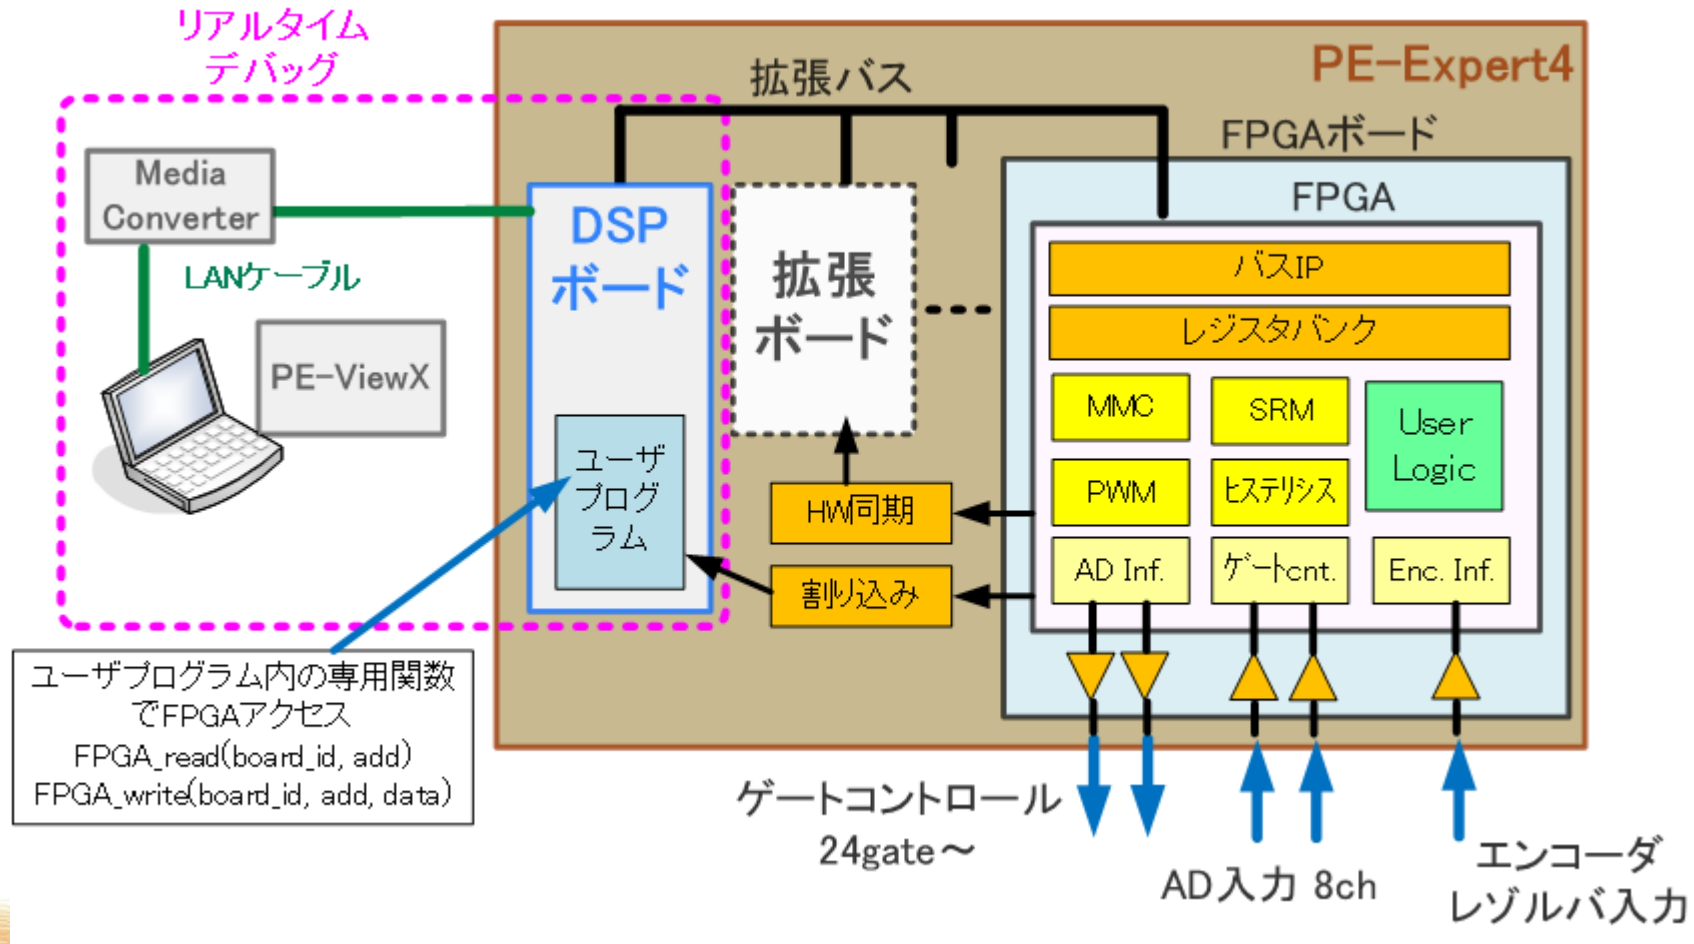 リアルタイム
デバッグ
PE-Expert4
拡張バス
FPGAボード
Media
Converter
DSP
ボード
FPGA
LANケーブル
拡張
ボード
バスIP
レジスタバンク
PE-ViewX
MMC
SRM
User
Logic
ユーザ
プログ
ラム
PWM
ヒステリシス
HW同期
AD Inf.
ゲートcnt.
Enc. Inf.
割り込み
ユーザプログラム内の専用関数
でFPGAアクセス
FPGA_read(board_id, add)
FPGA_write(board_id, add, data)
ゲートコントロール
24gate～
AD入力 8ch
エンコーダ
レゾルバ入力